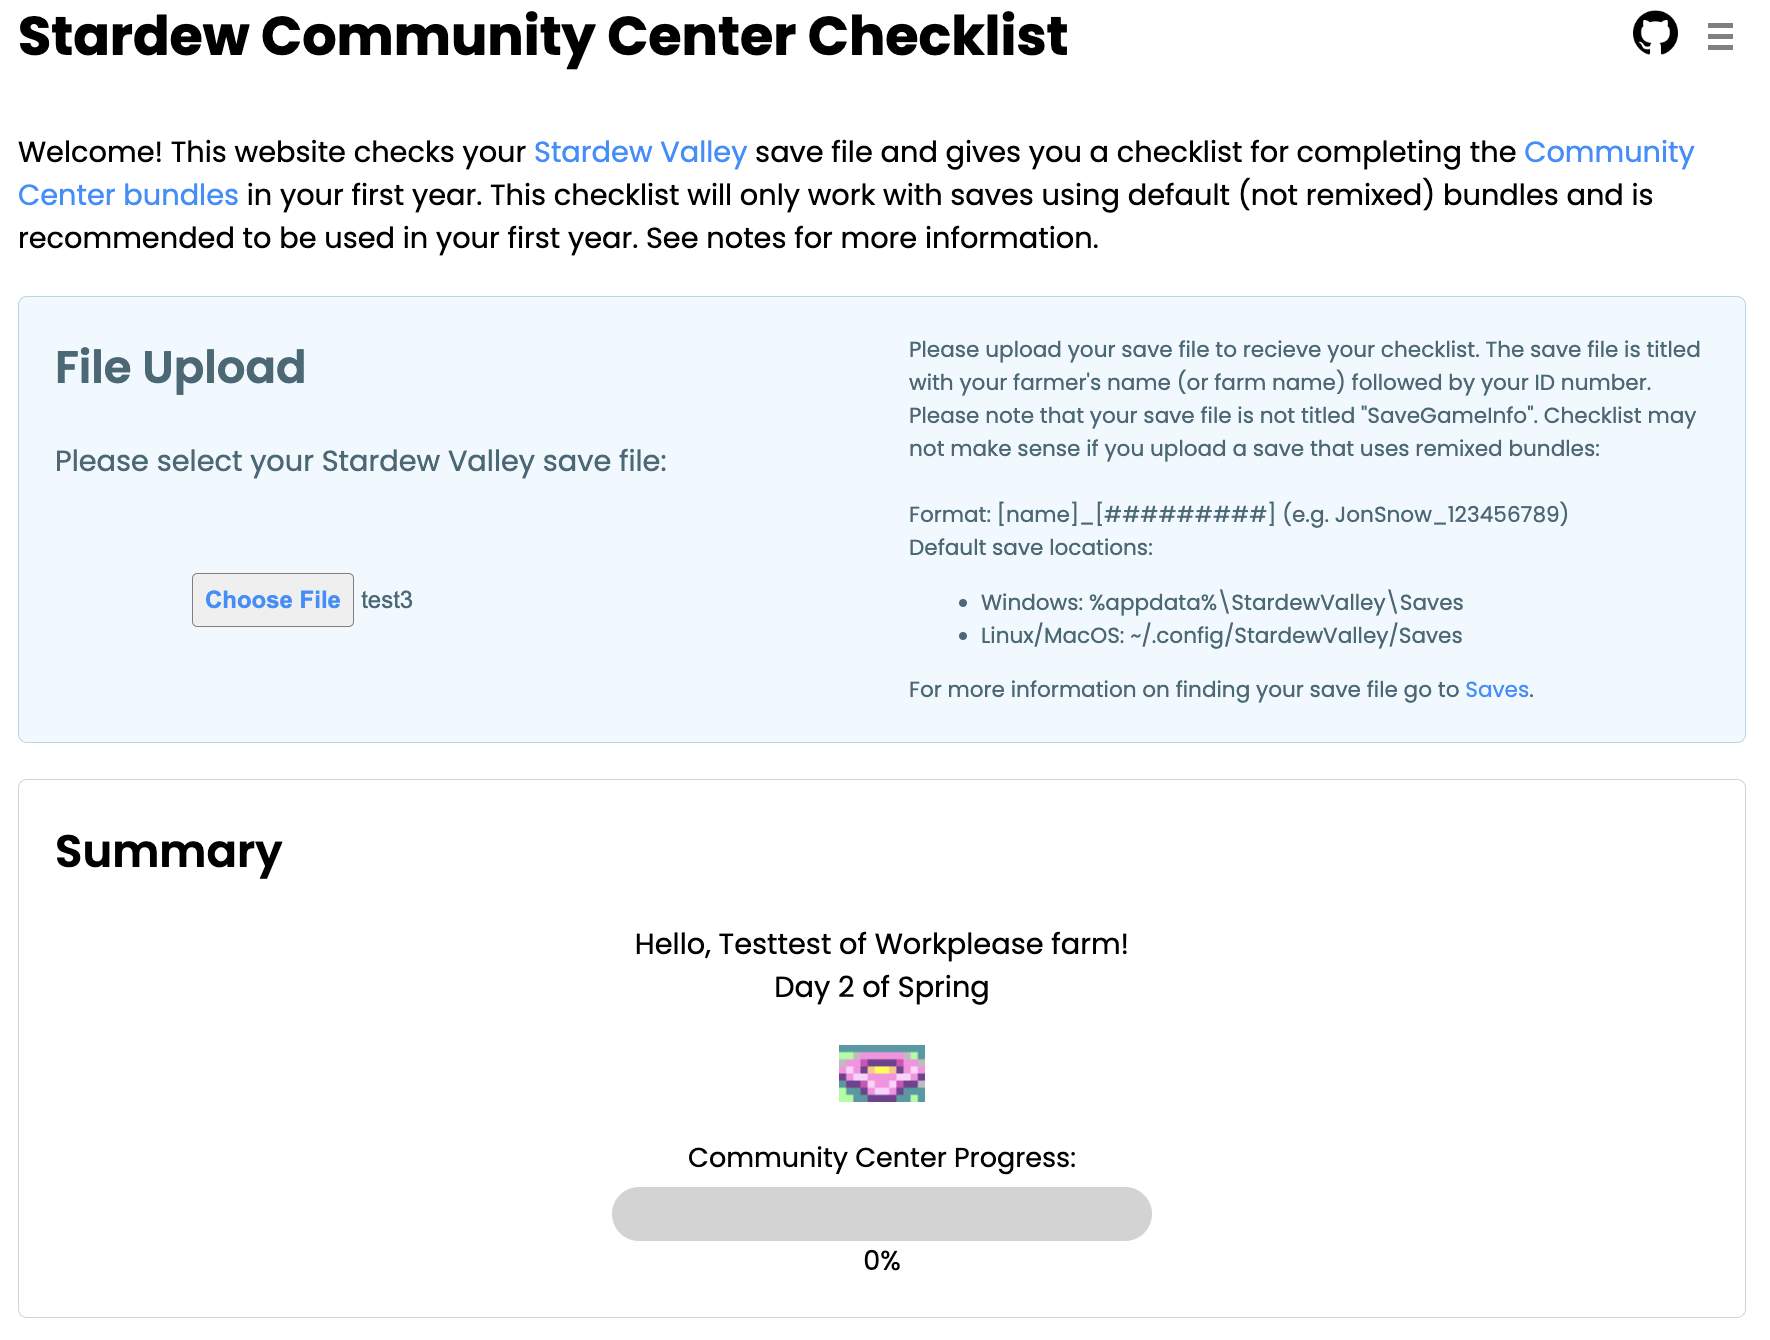 Stardew Community Center Checklist
Welcome! This website checks your Stardew Valley save file and gives you a checklist for completing the Community
Center bundles in your first year. This checklist will only work with saves using default (not remixed) bundles and is
recommended to be used in your first year. See notes for more information.
File Upload
Please select your Stardew Valley save file:
Choose File test3
Please upload your save file to recieve your checklist. The save file is titled
with your farmer's name (or farm name) followed by your ID number.
Please note that your save file is not titled "SaveGameInfo". Checklist may
not make sense if you upload a save that uses remixed bundles:
Format: [name]_[#########] (e.g. JonSnow_123456789)
Default save locations:
• Windows: %appdata%\StardewValley\Saves
• Linux/MacOS: ~/.config/StardewValley/Saves
For more information on finding your save file go to Saves.
Summary
Hello, Testtest of Workplease farm!
Day 2 of Spring
Community Center Progress:
0%